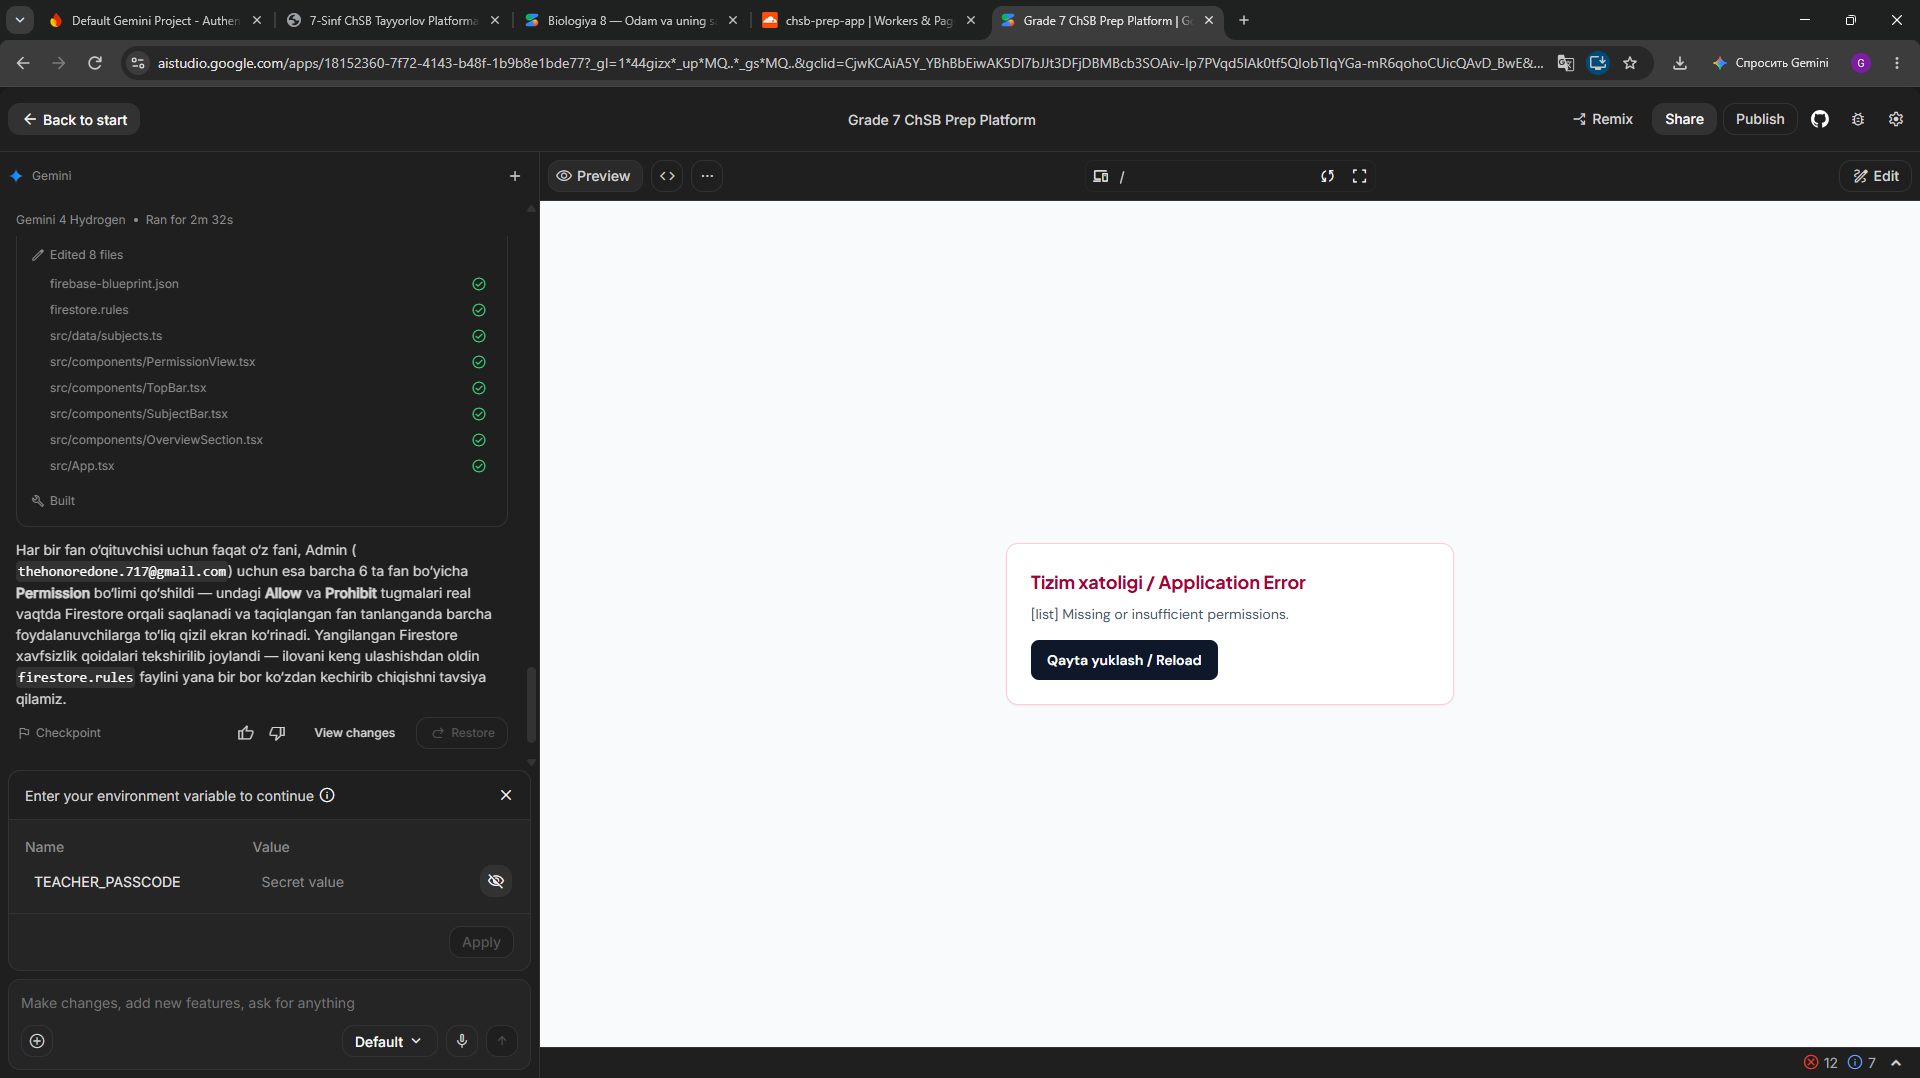 Default Gemini Project - Authen
7-Sinf ChSB Tayyorlov Platforma
Biologiya 8 — Odam va uning s
chsb-prep-app | Workers & Pag
Grade 7 ChSB Prep Platform | G
aistudio.google.com/apps/18152360-7f72-4143-b48f-1b9b8e1bde77?_gl=1*44gizx*_up*MQ..*_gs*MQ..&gclid=CjwKCAiA5Y_YBhBbEiwAK5DI7bJJt3DFjDBMBcb3SOAiv-Ip7PVqd5lAk0tf5QIobTIqYGa-mR6qohoCUicQAvD_BwE&...
Спросить Gemini
G
Back to start
Grade 7 ChSB Prep Platform
Remix
Share
Publish
Gemini
Preview
/
Edit
Gemini 4 Hydrogen • Ran for 2m 32s
Edited 8 files
firebase-blueprint.json
firestore.rules
src/data/subjects.ts
src/components/PermissionView.tsx
src/components/TopBar.tsx
src/components/SubjectBar.tsx
src/components/OverviewSection.tsx
src/App.tsx
Built
Har bir fan o‘qituvchisi uchun faqat o‘z fani, Admin (
thehonoredone.717@gmail.com) uchun esa barcha 6 ta fan bo‘yicha
Permission bo‘limi qo‘shildi — undagi Allow va Prohibit tugmalari real
vaqtda Firestore orqali saqlanadi va taqiqlangan fan tanlanganda barcha
foydalanuvchilarga to‘liq qizil ekran ko‘rinadi. Yangilangan Firestore
xavfsizlik qoidalari tekshirilib joylandi — ilovani keng ulashishdan oldin
firestore.rules faylini yana bir bor ko‘zdan kechirib chiqishni tavsiya
qilamiz.
Checkpoint
View changes
Restore
Enter your environment variable to continue
Name
Value
TEACHER_PASSCODE
Secret value
Apply
Make changes, add new features, ask for anything
Default
Tizim xatoligi / Application Error
[list] Missing or insufficient permissions.
Qayta yuklash / Reload
12
7